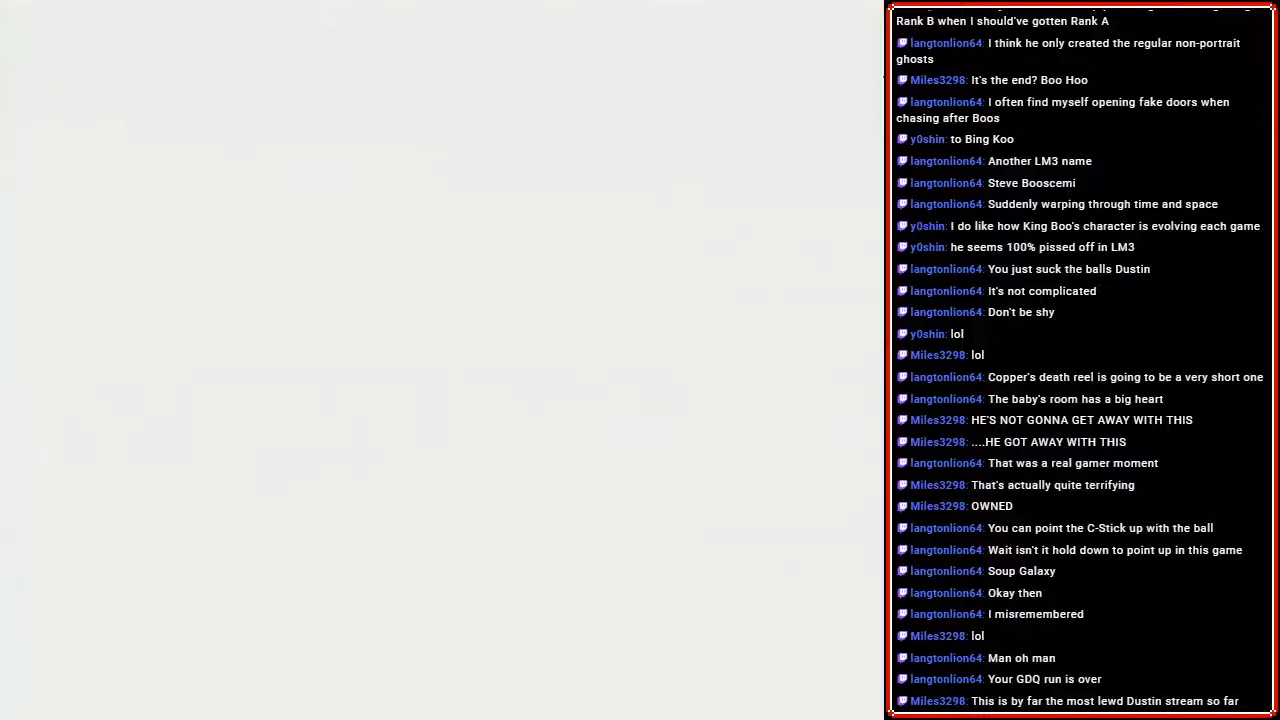 Rank B when I should've gotten Rank A
langtonlion64: I think he only created the regular non-portrait
ghosts
Miles3298: It's the end? Boo Hoo
langtonlion64: I often find myself opening fake doors when
chasing after Boos
y0shin: to Bing Koo
langtonlion64: Another LM3 name
langtonlion64: Steve Booscemi
langtonlion64: Suddenly warping through time and space
y0shin: I do like how King Boo's character is evolving each game
y0shin: he seems 100% pissed off in LM3
langtonlion64: You just suck the balls Dustin
langtonlion64: It's not complicated
langtonlion64: Don't be shy
y0shin: lol
Miles3298: lol
langtonlion64: Copper's death reel is going to be a very short one
langtonlion64: The baby's room has a big heart
Miles3298: HE'S NOT GONNA GET AWAY WITH THIS
Miles3298: ....HE GOT AWAY WITH THIS
langtonlion64: That was a real gamer moment
Miles3298: That's actually quite terrifying
Miles3298: OWNED
langtonlion64: You can point the C-Stick up with the ball
langtonlion64: Wait isn't it hold down to point up in this game
langtonlion64: Soup Galaxy
langtonlion64: Okay then
langtonlion64: I misremembered
Miles3298: lol
langtonlion64: Man oh man
langtonlion64: Your GDQ run is over
Miles3298: This is by far the most lewd Dustin stream so far